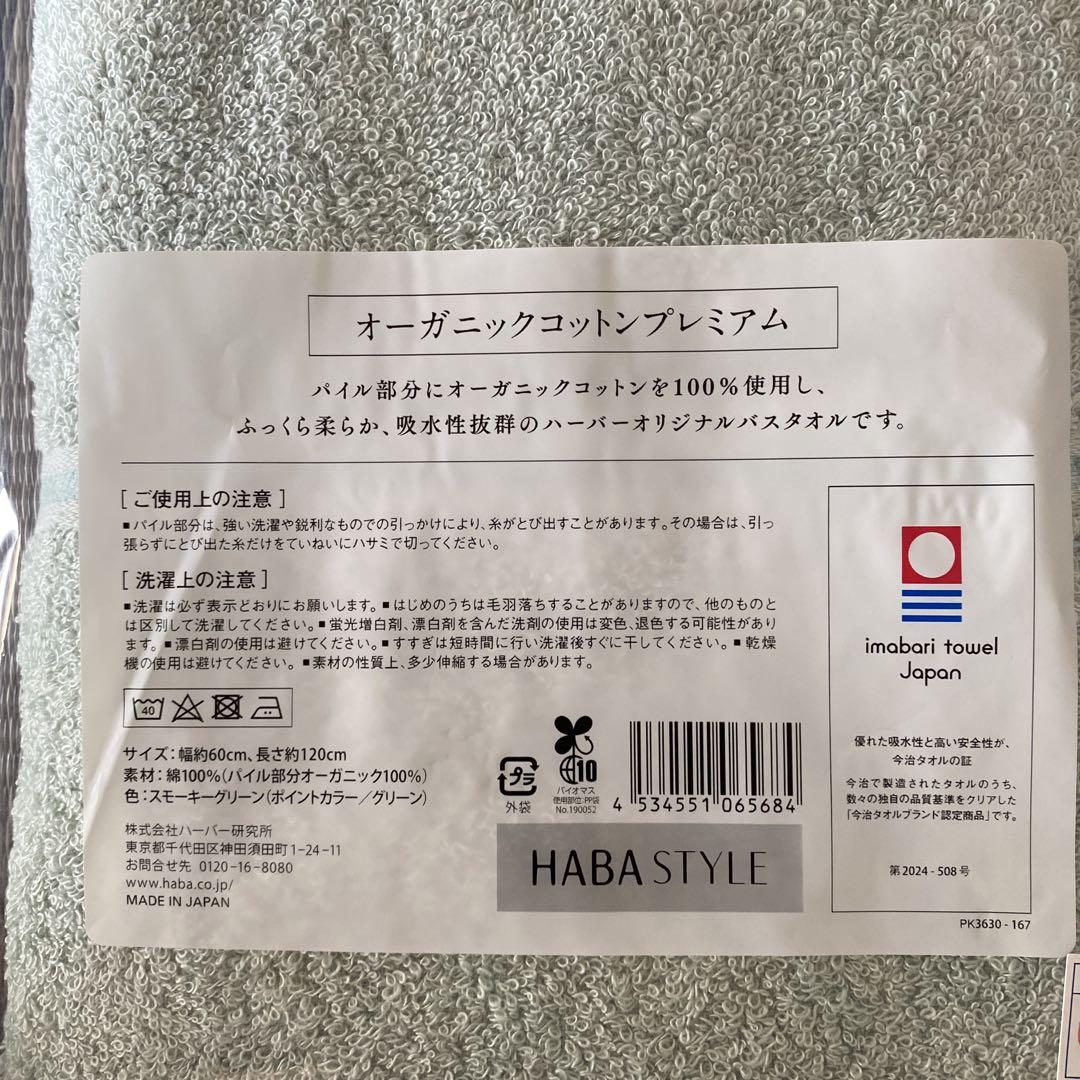 オーガニックコットンプレミアム
パイル部分にオーガニックコットンを100%使用し、
ふっくら柔らか、吸水性抜群のハーバーオリジナルバスタオルです。
[ ご使用上の注意 ]
■パイル部分は、強い洗濯や鋭利なものでの引っかけにより、糸がとび出すことがあります。その場合は、引っ
張らずにとび出た糸だけをていねいにハサミで切ってください。
[ 洗濯上の注意 ]
■洗濯は必ず表示どおりにお願いします。■はじめのうちは毛羽落ちすることがありますので、他のものと
は区別して洗濯してください。■蛍光増白剤、漂白剤を含んだ洗剤の使用は変色、退色する可能性があり
ます。■漂白剤の使用は避けてください。■すすぎは短時間に行い洗濯後すぐに干してください。■乾燥
機の使用は避けてください。■素材の性質上、多少伸縮する場合があります。
40
サイズ:幅約60cm、長さ約120cm
素材:綿100%(パイル部分オーガニック100%)
色:スモーキーグリーン(ポイントカラー/グリーン)
株式会社ハーバー研究所
東京都千代田区神田須田町1-24-11
お問合せ先 0120-16-8080
www.haba.co.jp/
MADE IN JAPAN
プラ
外袋
10
バイオマス
使用部位:PP袋
No.190052
4 534551 065684
HABA STYLE
imabari towel
Japan
優れた吸水性と高い安全性が、
今治タオルの証
今治で製造されたタオルのうち、
数々の独自の品質基準をクリアした
「今治タオルブランド認定商品」です。
第2024-508号
PK3630-167